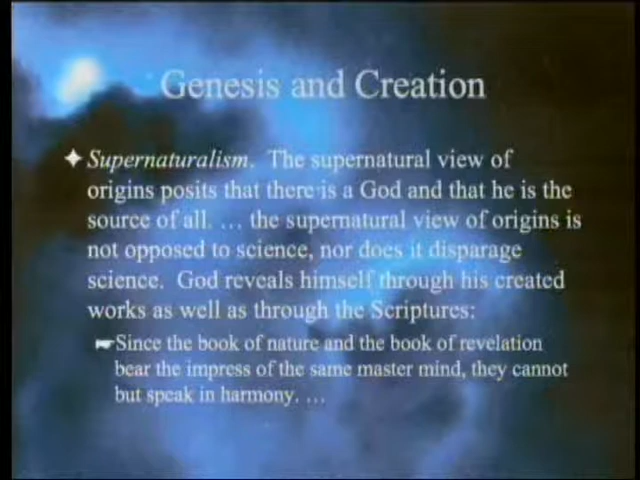 Genesis and Creation
Supernaturalism. The supernatural view of
origins posits that there is a God and that he is the
source of all. … the supernatural view of origins is
not opposed to science, nor does it disparage
science. God reveals himself through his created
works as well as through the Scriptures:
Since the book of nature and the book of revelation
bear the impress of the same master mind, they cannot
but speak in harmony. …